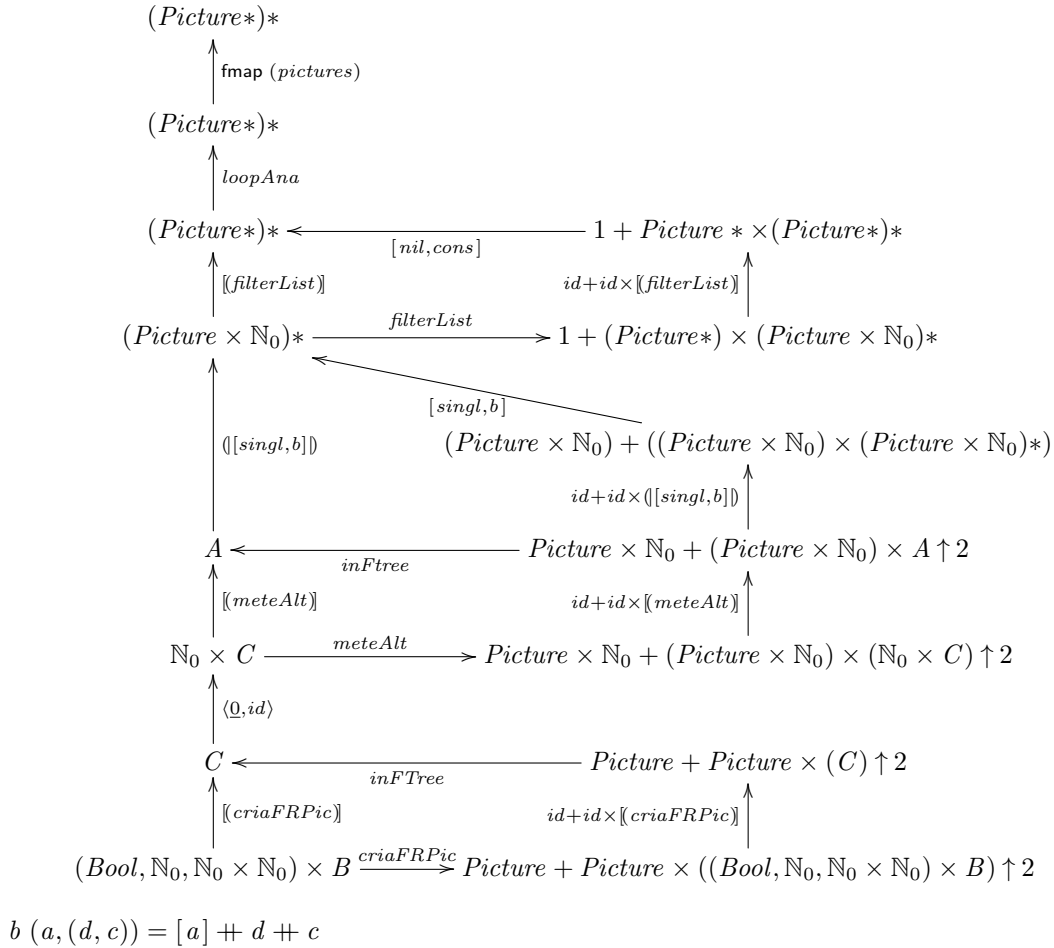 (Picture∗)∗
fmap (pictures)
(Picture∗)∗
loopAna
(Picture∗)∗ [nil,cons] 1 + Picture ∗ ×(Picture∗)∗
[(filterList)] id+id×[(filterList)]
(Picture × ℕ₀)∗ filterList 1 + (Picture∗) × (Picture × ℕ₀)∗
[singl,b]
(|[singl,b]|) (Picture × ℕ₀) + ((Picture × ℕ₀) × (Picture × ℕ₀)∗)
id+id×(|[singl,b]|)
A inFtree Picture × ℕ₀ + (Picture × ℕ₀) × A ↑ 2
[(meteAlt)] id+id×[(meteAlt)]
ℕ₀ × C meteAlt Picture × ℕ₀ + (Picture × ℕ₀) × (ℕ₀ × C) ↑ 2
⟨0,id⟩
C inFTree Picture + Picture × (C) ↑ 2
[(criaFRPic)] id+id×[(criaFRPic)]
(Bool, ℕ₀, ℕ₀ × ℕ₀) × B criaFRPic Picture + Picture × ((Bool, ℕ₀, ℕ₀ × ℕ₀) × B) ↑ 2
b (a, (d, c)) = [a] ++ d ++ c